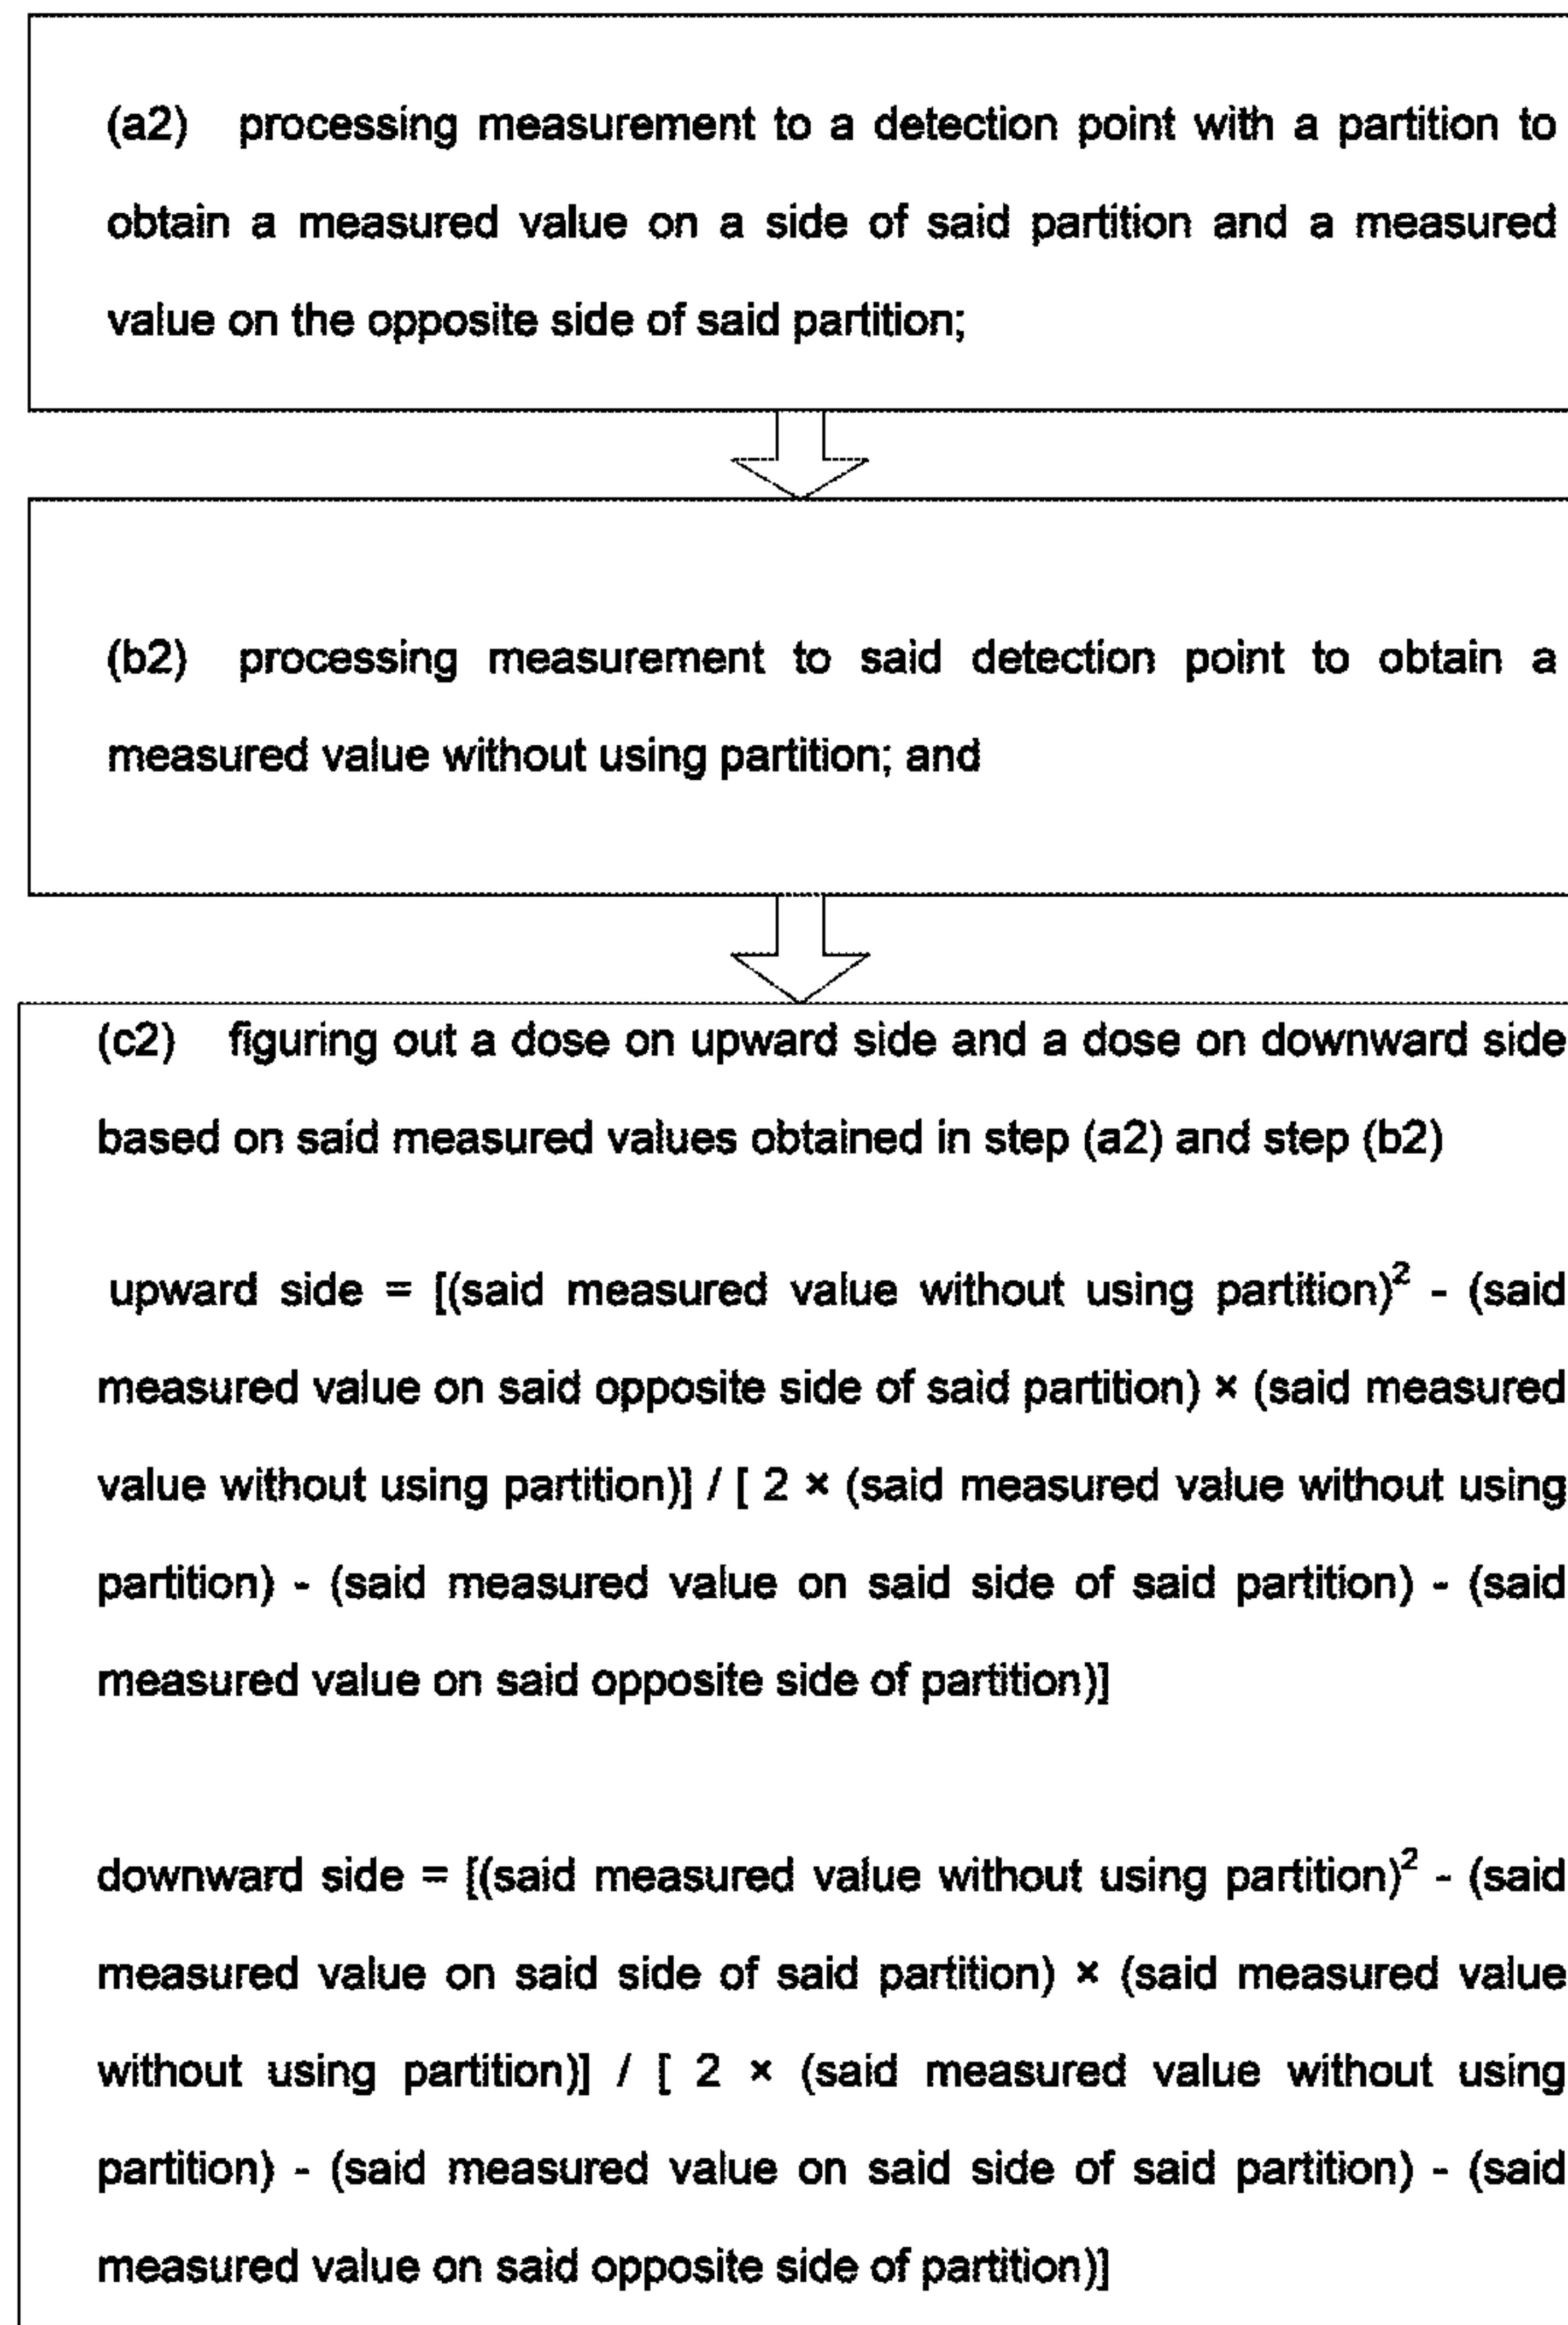 (a2) processing measurement to a detection point with a partition to
obtain a measured value on a side of said partition and a measured
value on the opposite side of said partition;
(b2) processing measurement to said detection point to obtain a
measured value without using partition; and
(c2) figuring out a dose on upward side and a dose on downward side
based on said measured values obtained in step (a2) and step (b2)
upward side = [(said measured value without using partition)² - (said
measured value on said opposite side of said partition) × (said measured
value without using partition)] / [ 2 × (said measured value without using
partition) - (said measured value on said side of said partition) - (said
measured value on said opposite side of partition)]
downward side = [(said measured value without using partition)² - (said
measured value on said side of said partition) × (said measured value
without using partition)] / [ 2 × (said measured value without using
partition) - (said measured value on said side of said partition) - (said
measured value on said opposite side of partition)]